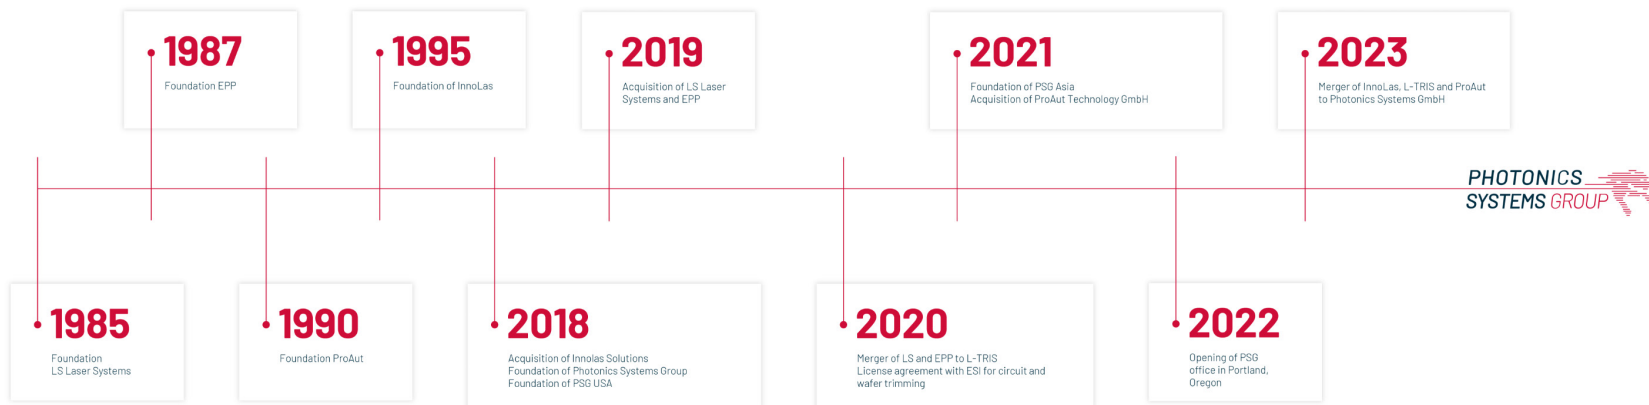 1987
Foundation EPP
1995
Foundation of InnoLas
2019
Acquisition of LS Laser
Systems and EPP
2021
Foundation of PSG Asia
Acquisition of ProAut Technology GmbH
2023
Merger of InnoLas, L-TRIS and ProAut
to Photonics Systems GmbH
PHOTONICS
SYSTEMS GROUP
1985
Foundation
LS Laser Systems
1990
Foundation ProAut
2018
Acquisition of Innolas Solutions
Foundation of Photonics Systems Group
Foundation of PSG USA
2020
Merger of LS and EPP to L-TRIS
License agreement with ESI for circuit and
wafer trimming
2022
Opening of PSG
office in Portland,
Oregon